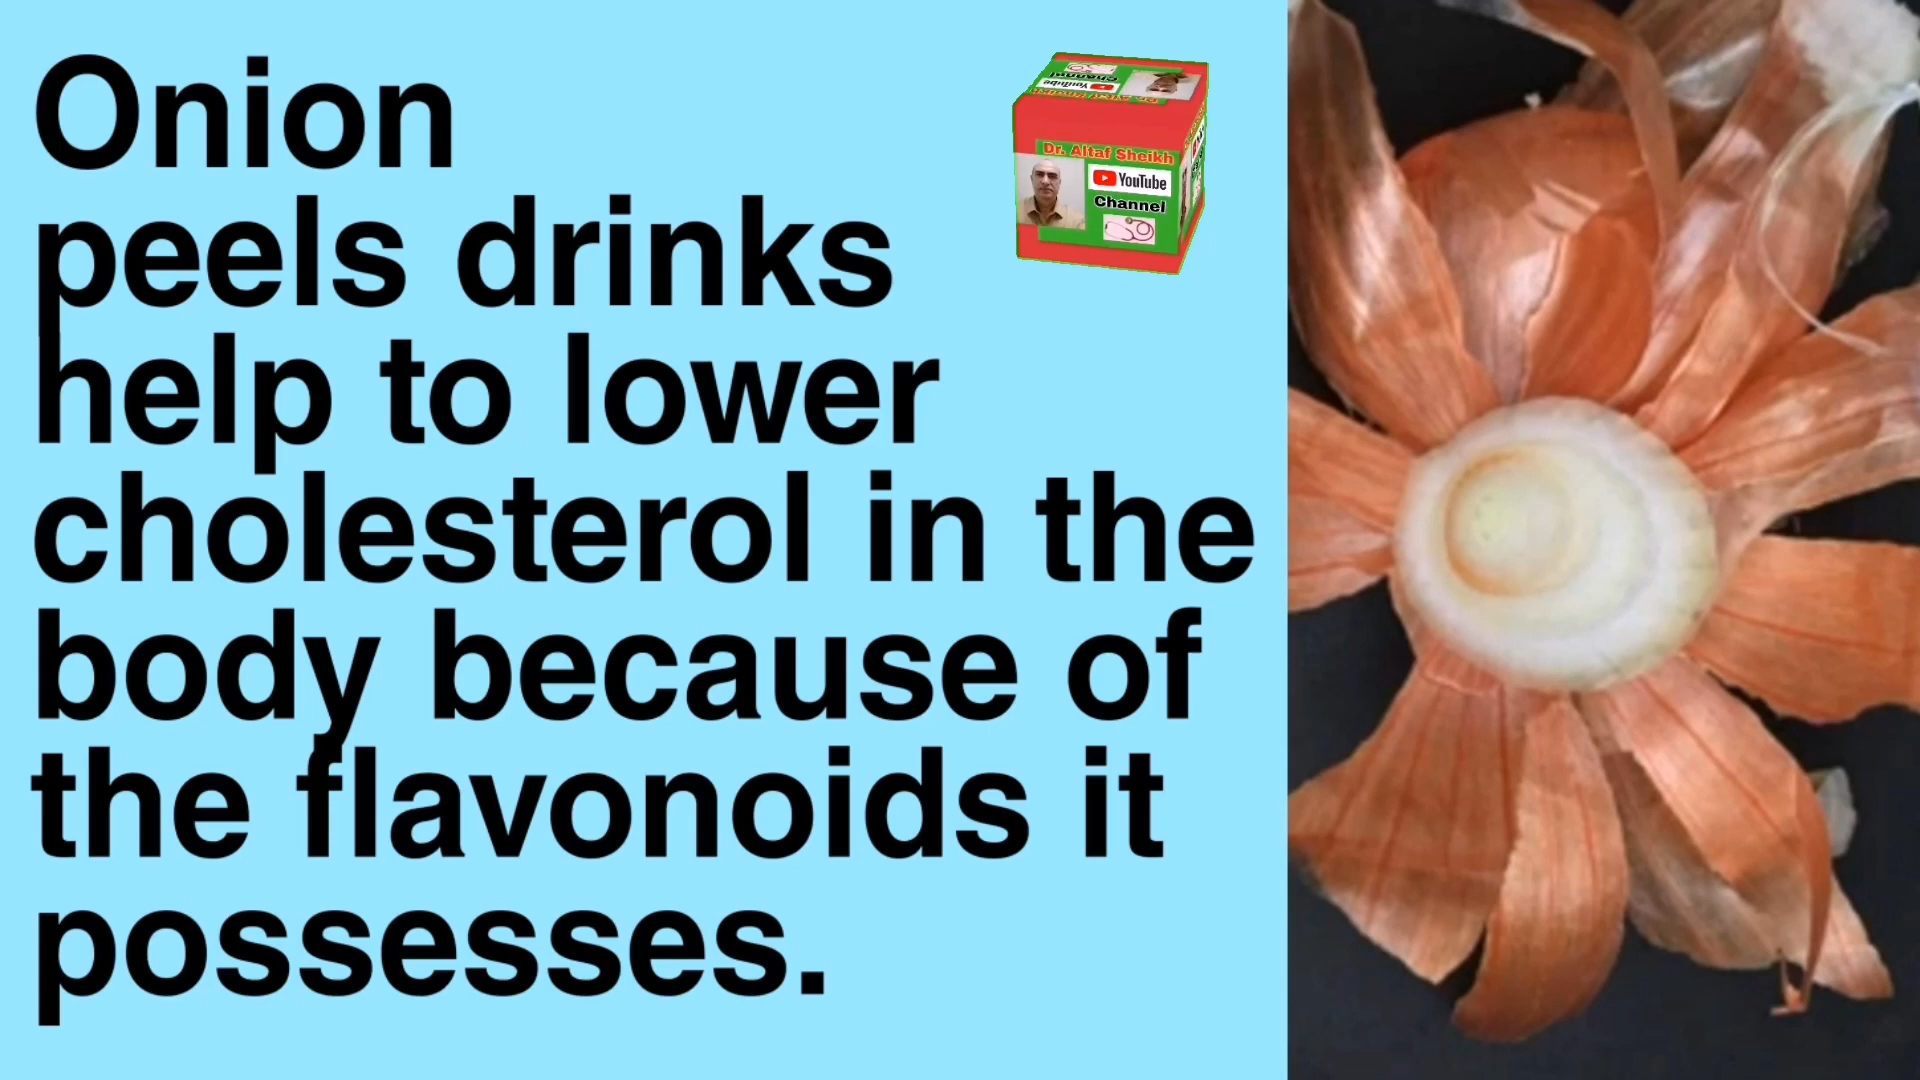 Onion
peels drinks
help to lower
cholesterol in the
body because of
the flavonoids it
possesses.
Dr. Altaf Sheikh
YouTube
Channel